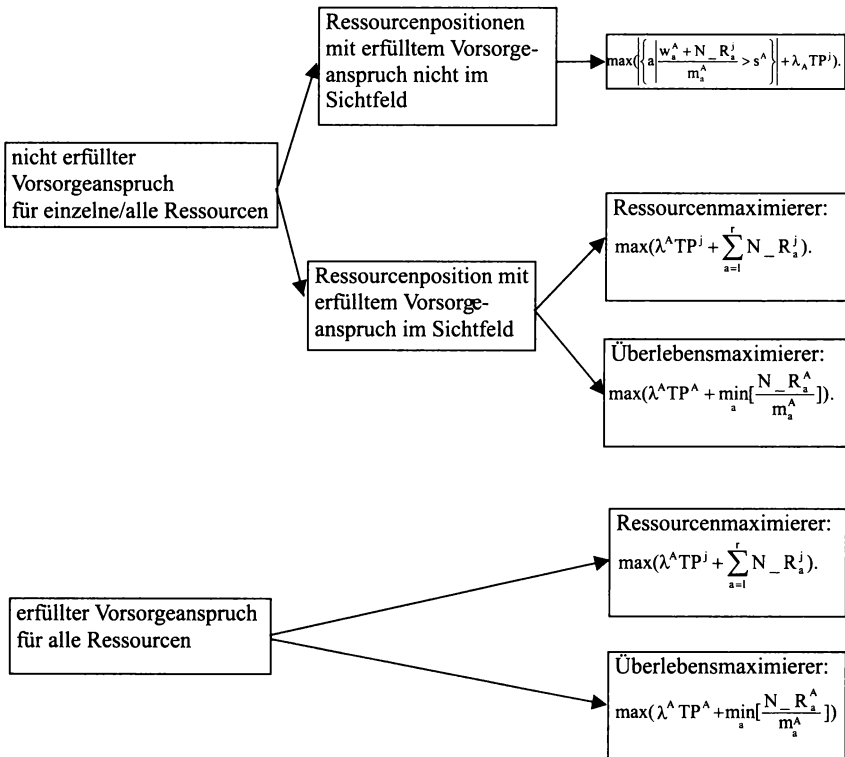 Ressourcenpositionen
mit erfülltem Vorsorge-
anspruch nicht im
Sichtfeld
max(|{a| (w_a^A + N_R_a^j)/(m_a^A) > s^A}| + λ_A TP^j).
nicht erfüllter
Vorsorgeanspruch
für einzelne/alle Ressourcen
Ressourcenposition mit
erfülltem Vorsorge-
anspruch im Sichtfeld
Ressourcenmaximierer:
max(λ^A TP^j + ∑_{a=1}^r N_R_a^j).
Überlebensmaximierer:
max(λ^A TP^A + min_a[(N_R_a^A)/(m_a^A)]).
erfüllter Vorsorgeanspruch
für alle Ressourcen
Ressourcenmaximierer:
max(λ^A TP^j + ∑_{a=1}^r N_R_a^j).
Überlebensmaximierer:
max(λ^A TP^A + min_a[(N_R_a^A)/(m_a^A)])